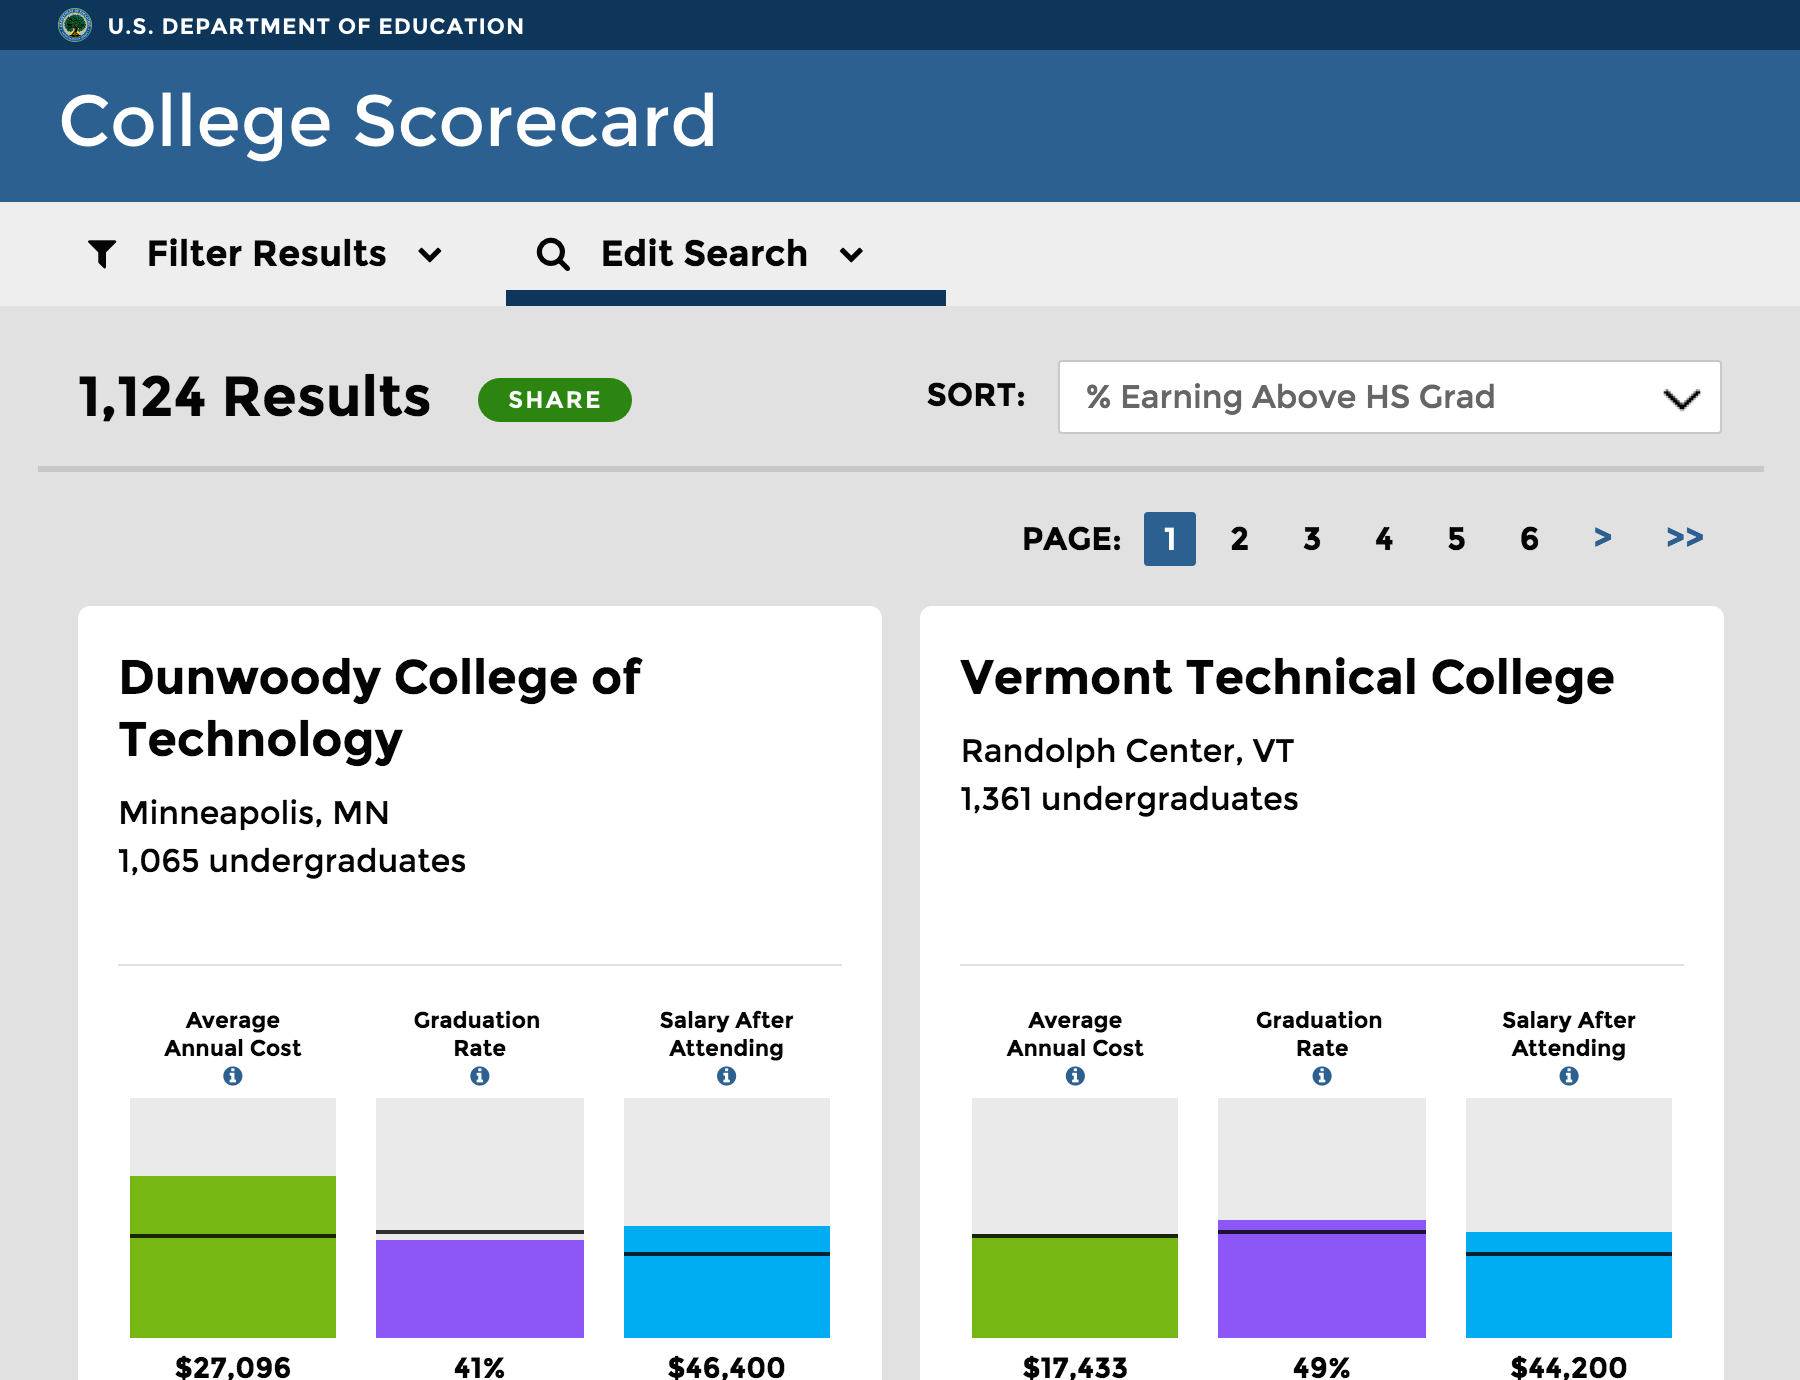 U.S. DEPARTMENT OF EDUCATION
College Scorecard
Filter Results
Edit Search
1,124 Results
SHARE
SORT:
% Earning Above HS Grad
PAGE: 1 2 3 4 5 6 > >>
Dunwoody College of
Technology
Minneapolis, MN
1,065 undergraduates
Average
Annual Cost
Graduation
Rate
Salary After
Attending
$27,096
41%
$46,400
Vermont Technical College
Randolph Center, VT
1,361 undergraduates
Average
Annual Cost
Graduation
Rate
Salary After
Attending
$17,433
49%
$44,200